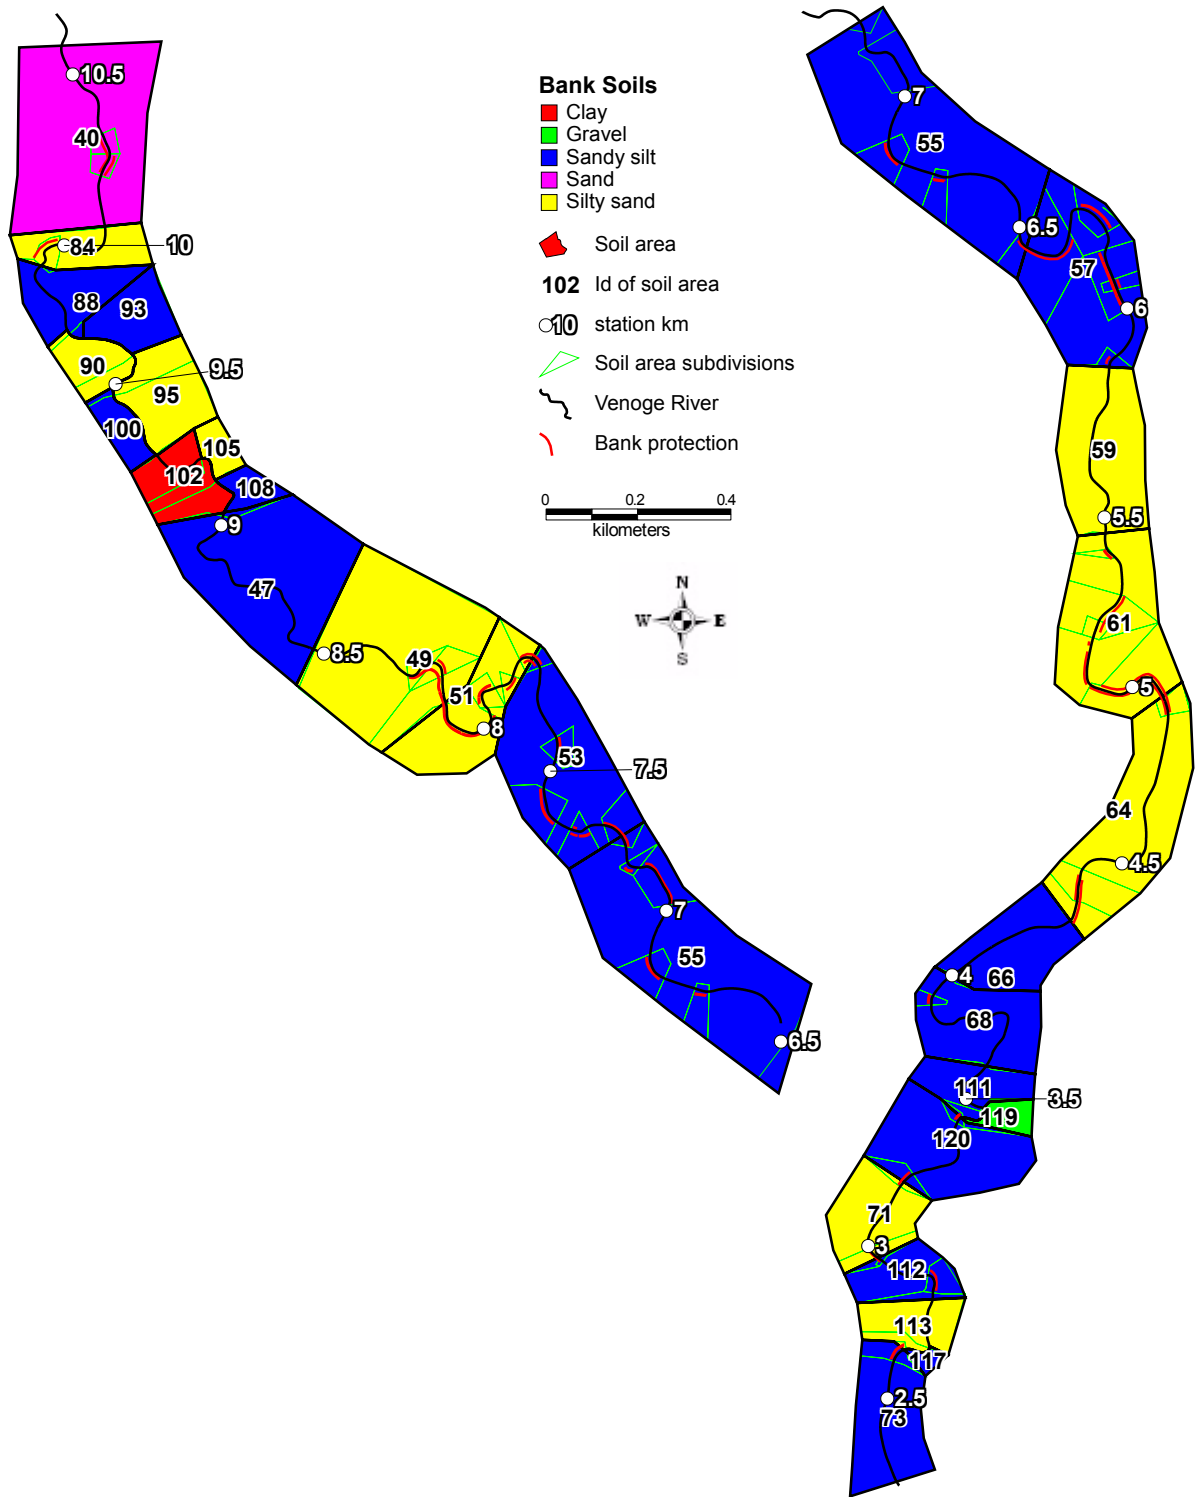 10.5
40
84
10
88
93
90
9.5
95
100
105
102
108
9
47
8.5
49
51
8
53
7.5
7
55
6.5
Bank Soils
Clay
Gravel
Sandy silt
Sand
Silty sand
Soil area
102 Id of soil area
10 station km
Soil area subdivisions
Venoge River
Bank protection
0 0.2 0.4
kilometers
N
W E
S
7
55
6.5
57
6
59
5.5
61
5
64
4.5
4
66
68
111
3.5
119
120
71
3
112
113
117
2.5
73